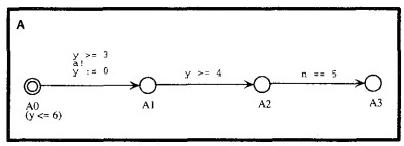 A
y >= 3
a!
y := 0
y >= 4
n == 5
A0
A1
A2
A3
(y <= 6)